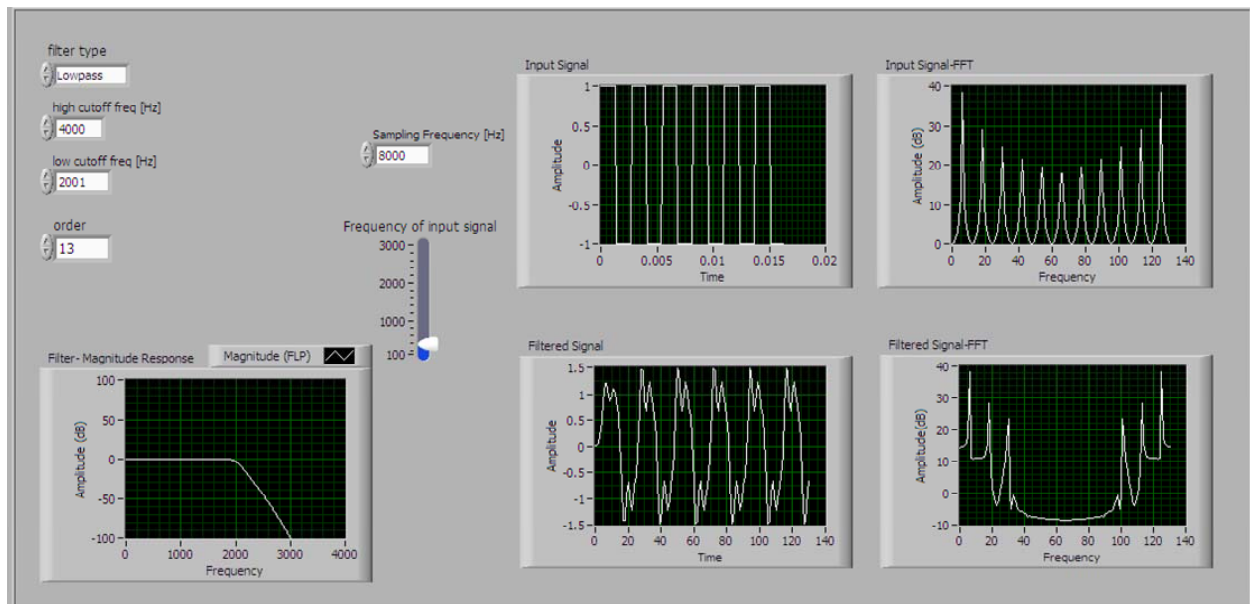 filter type
Lowpass
high cutoff freq [Hz]
4000
low cutoff freq [Hz]
2001
order
13
Sampling Frequency [Hz]
8000
Frequency of input signal
3000
2000
1000
100
Input Signal
Amplitude
1
0.5
0
-0.5
-1
0 0.005 0.01 0.015 0.02
Time
Input Signal-FFT
Amplitude (dB)
40
30
20
10
0
0 20 40 60 80 100 120 140
Frequency
Filter- Magnitude Response
Magnitude (FLP)
Amplitude (dB)
100
50
0
-50
-100
0 1000 2000 3000 4000
Frequency
Filtered Signal
Amplitude
1.5
1
0.5
0
-0.5
-1
-1.5
0 20 40 60 80 100 120 140
Time
Filtered Signal-FFT
Amplitude(dB)
40
30
20
10
0
-10
0 20 40 60 80 100 120 140
Frequency